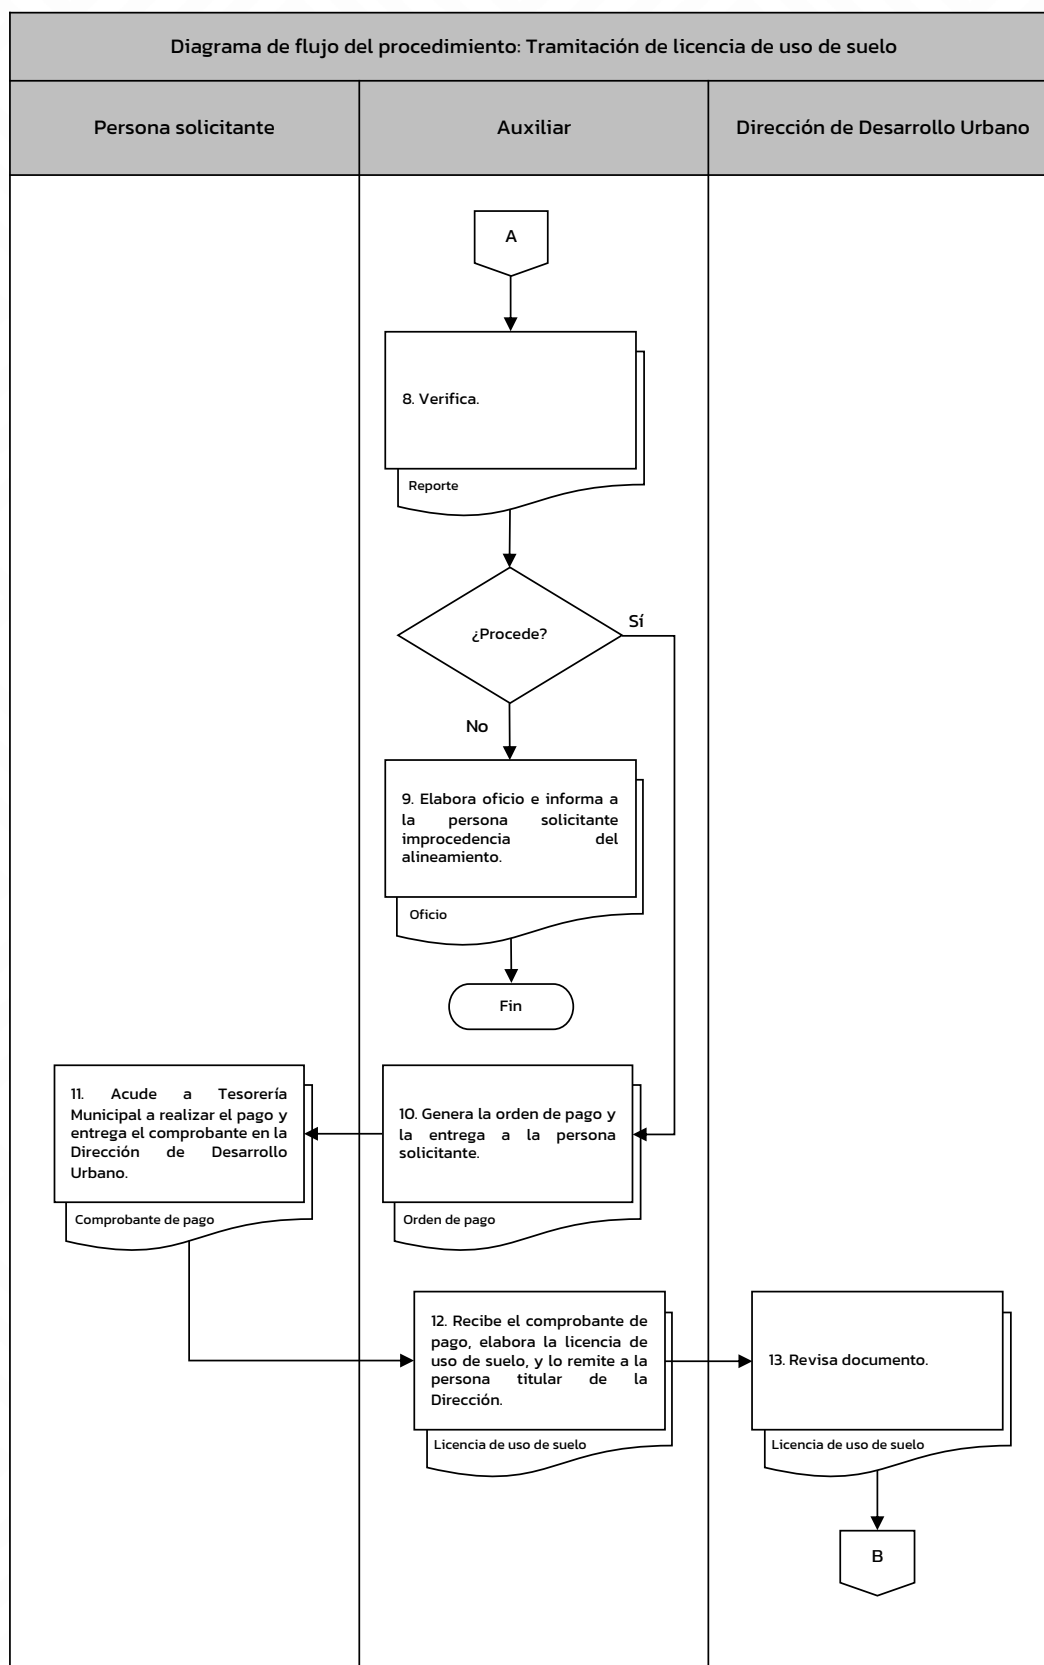 Diagrama de flujo del procedimiento: Tramitación de licencia de uso de suelo
Persona solicitante
Auxiliar
Dirección de Desarrollo Urbano
A
8. Verifica.
Reporte
¿Procede?
Sí
No
9. Elabora oficio e informa a
la persona solicitante
improcedencia del
alineamiento.
Oficio
Fin
10. Genera la orden de pago y
la entrega a la persona
solicitante.
Orden de pago
11. Acude a Tesorería
Municipal a realizar el pago y
entrega el comprobante en la
Dirección de Desarrollo
Urbano.
Comprobante de pago
12. Recibe el comprobante de
pago, elabora la licencia de
uso de suelo, y lo remite a la
persona titular de la
Dirección.
Licencia de uso de suelo
13. Revisa documento.
Licencia de uso de suelo
B